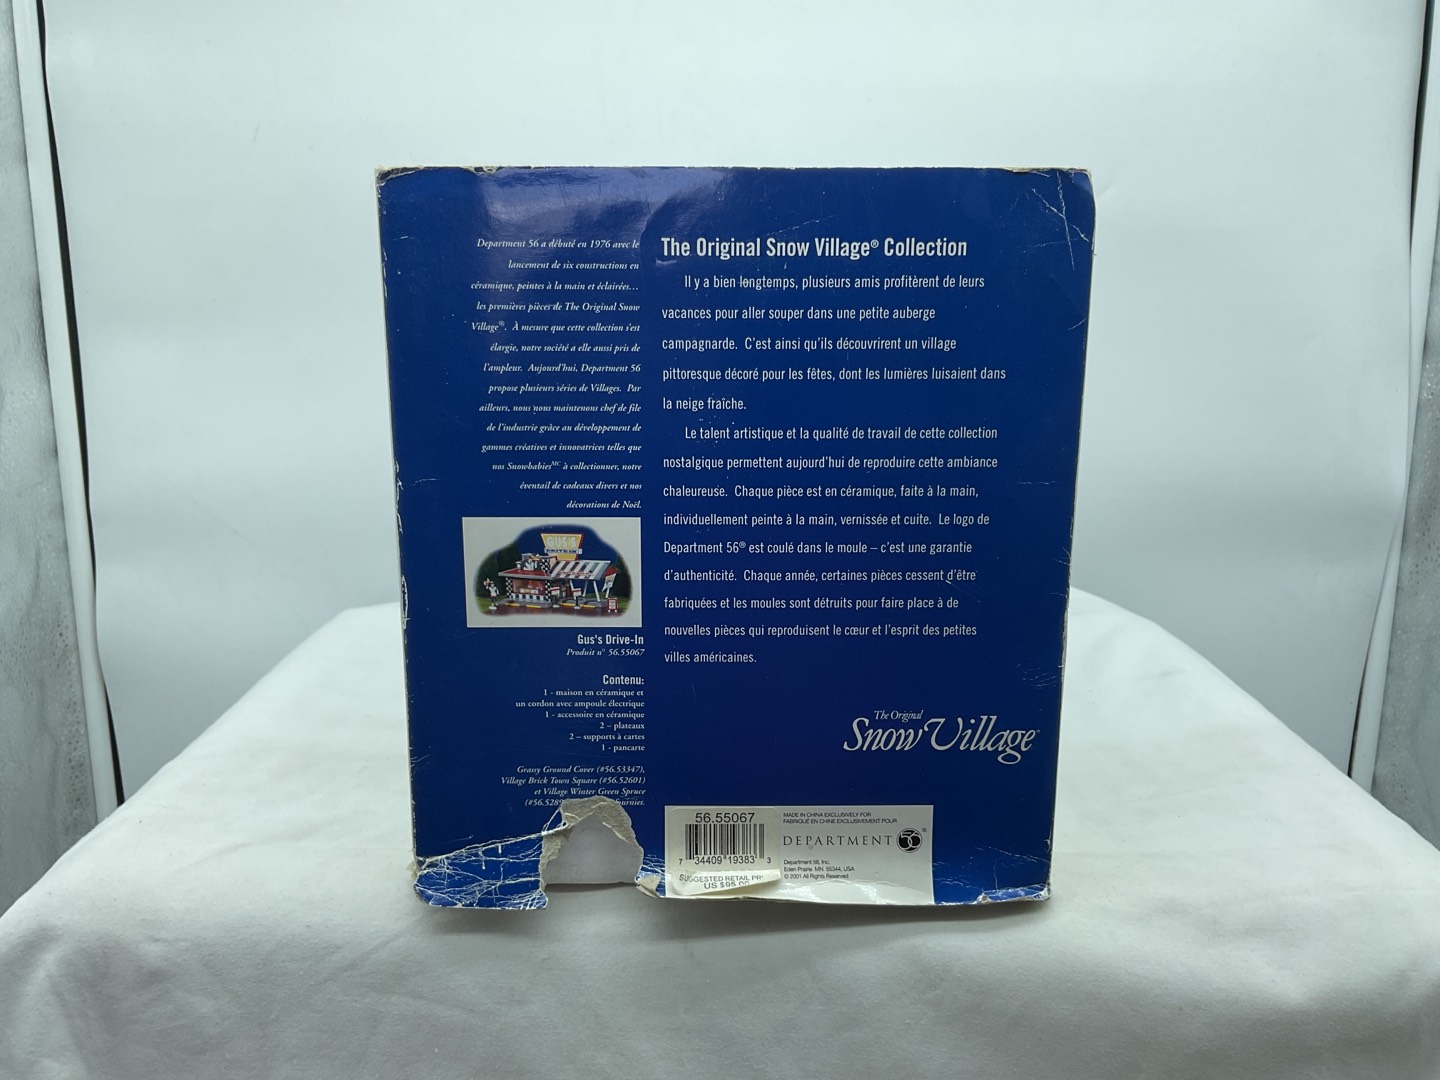 Department 56 a débuté en 1976 avec le
lancement de six constructions en
céramique, peintes à la main et éclairées…
les premières pièces de The Original Snow
Village®. À mesure que cette collection s'est
élargie, notre société a elle aussi pris de
l'ampleur. Aujourd'hui, Department 56
propose plusieurs séries de Villages. Par
ailleurs, nous nous maintenons chef de file
de l'industrie grâce au développement de
gammes créatives et innovatrices telles que
nos Snowbabies MC à collectionner, notre
éventail de cadeaux divers et nos
décorations de Noël.
GUS'S
DRIVE-IN
Gus's Drive-In
Produit n° 56.55067
Contenu:
1 - maison en céramique et
un cordon avec ampoule électrique
1 - accessoire en céramique
2 – plateaux
2 – supports à cartes
1 - pancarte
Grassy Ground Cover (#56.53347),
Village Brick Town Square (#56.52601)
et Village Winter Green Spruce
(#56.528
The Original Snow Village® Collection
Il y a bien longtemps, plusieurs amis profitèrent de leurs
vacances pour aller souper dans une petite auberge
campagnarde. C'est ainsi qu'ils découvrirent un village
pittoresque décoré pour les fêtes, dont les lumières luisaient dans
la neige fraîche.
Le talent artistique et la qualité de travail de cette collection
nostalgique permettent aujourd'hui de reproduire cette ambiance
chaleureuse. Chaque pièce est en céramique, faite à la main,
individuellement peinte à la main, vernissée et cuite. Le logo de
Department 56® est coulé dans le moule – c'est une garantie
d'authenticité. Chaque année, certaines pièces cessent d'être
fabriquées et les moules sont détruits pour faire place à de
nouvelles pièces qui reproduisent le cœur et l'esprit des petites
villes américaines.
The Original
Snow Village™
56.55067
7 34409 19383 3
SUGGESTED RETAIL PR
US $95.00
MADE IN CHINA EXCLUSIVELY FOR
FABRIQUÉ EN CHINE EXCLUSIVEMENT POUR
DEPARTMENT 56®
Department 56, Inc.
Eden Prairie MN 55344, USA
© 2001 All Rights Reserved